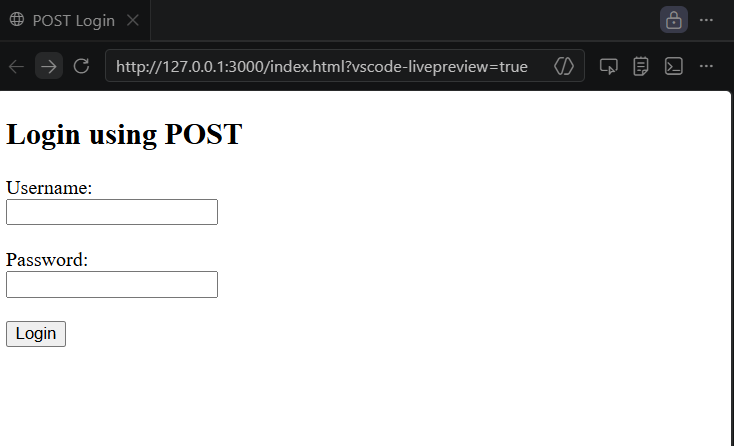 POST Login
http://127.0.0.1:3000/index.html?vscode-livepreview=true
Login using POST
Username:
Password:
Login